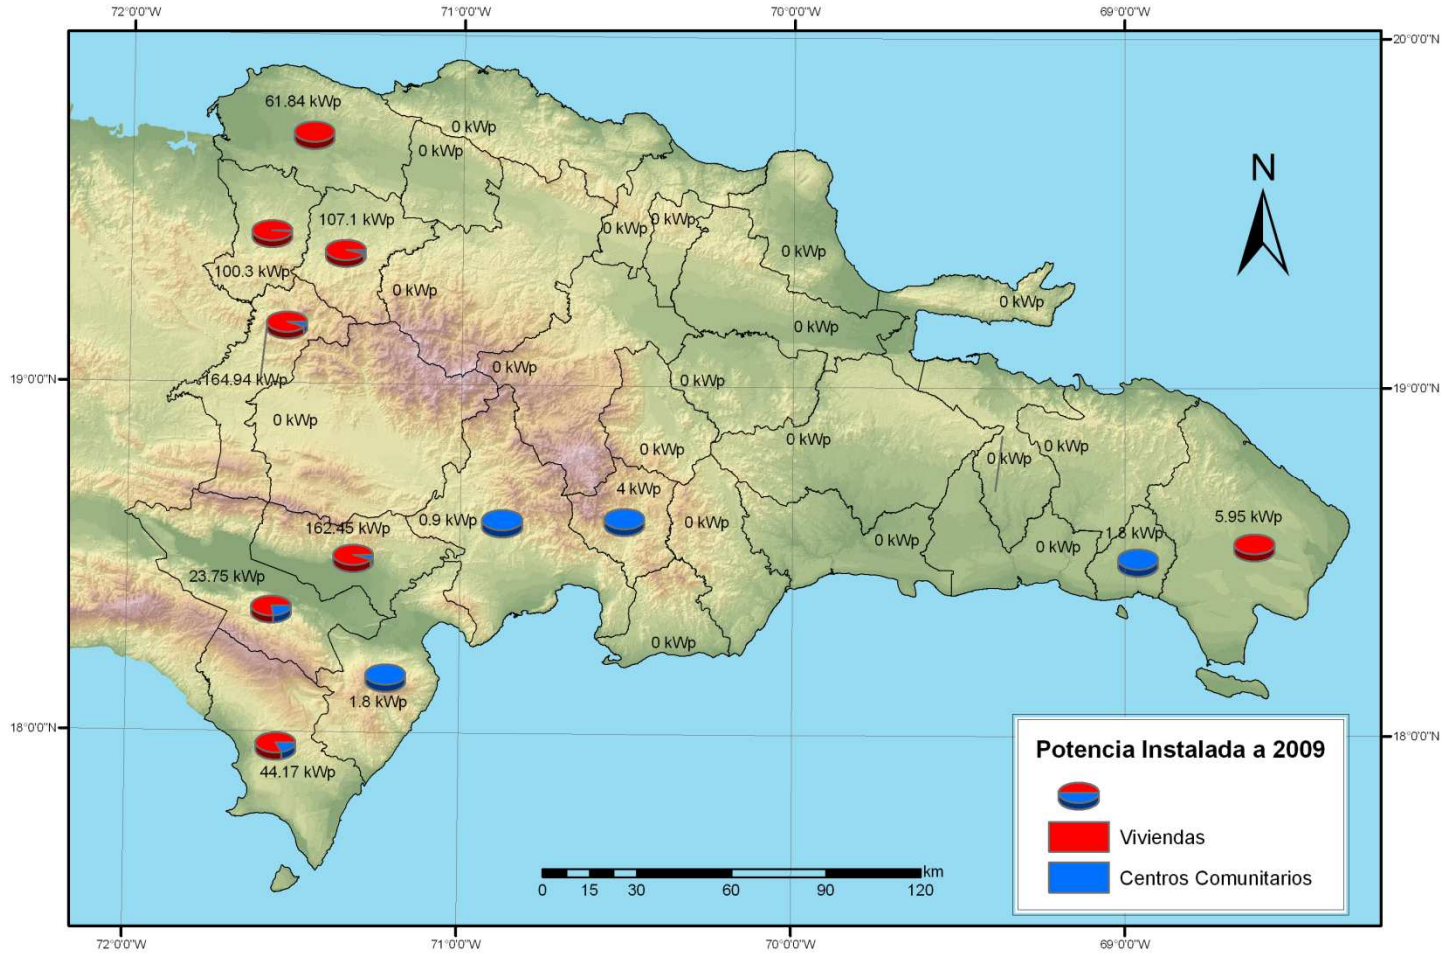 72°0'0"W
71°0'0"W
70°0'0"W
69°0'0"W
20°0'0"N
61.84 kWp
0 kWp
0 kWp
N
107.1 kWp
0 kWp
0 kWp
0 kWp
100.3 kWp
0 kWp
0 kWp
0 kWp
164.94 kWp
0 kWp
0 kWp
19°0'0"N
19°0'0"N
0 kWp
0 kWp
0 kWp
0 kWp
0 kWp
4 kWp
0.9 kWp
0 kWp
162.45 kWp
5.95 kWp
1.8 kWp
0 kWp
0 kWp
23.75 kWp
0 kWp
1.8 kWp
18°0'0"N
18°0'0"N
44.17 kWp
Potencia Instalada a 2009
Viviendas
Centros Comunitarios
km
0 15 30 60 90 120
72°0'0"W
71°0'0"W
70°0'0"W
69°0'0"W